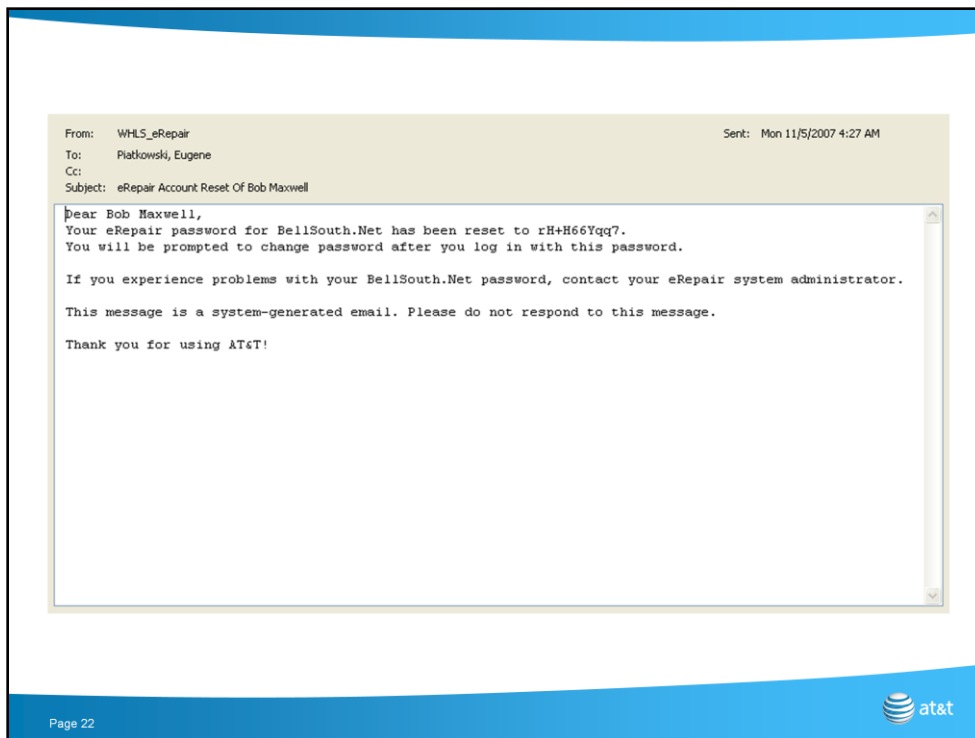 From: WHLS_eRepair Sent: Mon 11/5/2007 4:27 AM
To: Piatkowski, Eugene
Cc:
Subject: eRepair Account Reset Of Bob Maxwell
Dear Bob Maxwell,
Your eRepair password for BellSouth.Net has been reset to rH+H66Yqq7.
You will be prompted to change password after you log in with this password.
If you experience problems with your BellSouth.Net password, contact your eRepair system administrator.
This message is a system-generated email. Please do not respond to this message.
Thank you for using AT&T!
Page 22
at&t